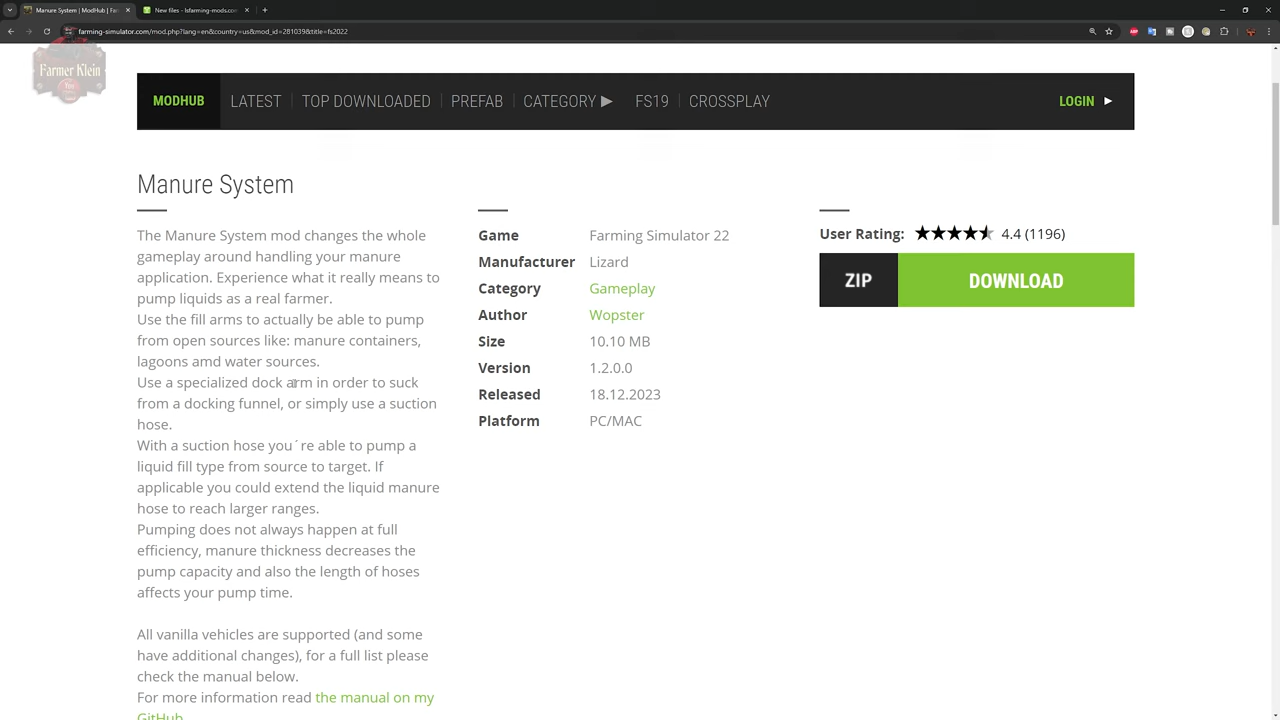 Manure System | ModHub | Far
New files - lsfarming-mods.com
farming-simulator.com/mod.php?lang=en&country=us&mod_id=281039&title=fs2022
Farmer Klein
You
MODHUB
LATEST
TOP DOWNLOADED
PREFAB
CATEGORY ▶
FS19
CROSSPLAY
LOGIN ▶
Manure System
The Manure System mod changes the whole
gameplay around handling your manure
application. Experience what it really means to
pump liquids as a real farmer.
Use the fill arms to actually be able to pump
from open sources like: manure containers,
lagoons amd water sources.
Use a specialized dock arm in order to suck
from a docking funnel, or simply use a suction
hose.
With a suction hose you´re able to pump a
liquid fill type from source to target. If
applicable you could extend the liquid manure
hose to reach larger ranges.
Pumping does not always happen at full
efficiency, manure thickness decreases the
pump capacity and also the length of hoses
affects your pump time.
All vanilla vehicles are supported (and some
have additional changes), for a full list please
check the manual below.
For more information read the manual on my
GitHub
Game Farming Simulator 22
Manufacturer Lizard
Category Gameplay
Author Wopster
Size 10.10 MB
Version 1.2.0.0
Released 18.12.2023
Platform PC/MAC
User Rating: 4.4 (1196)
ZIP DOWNLOAD